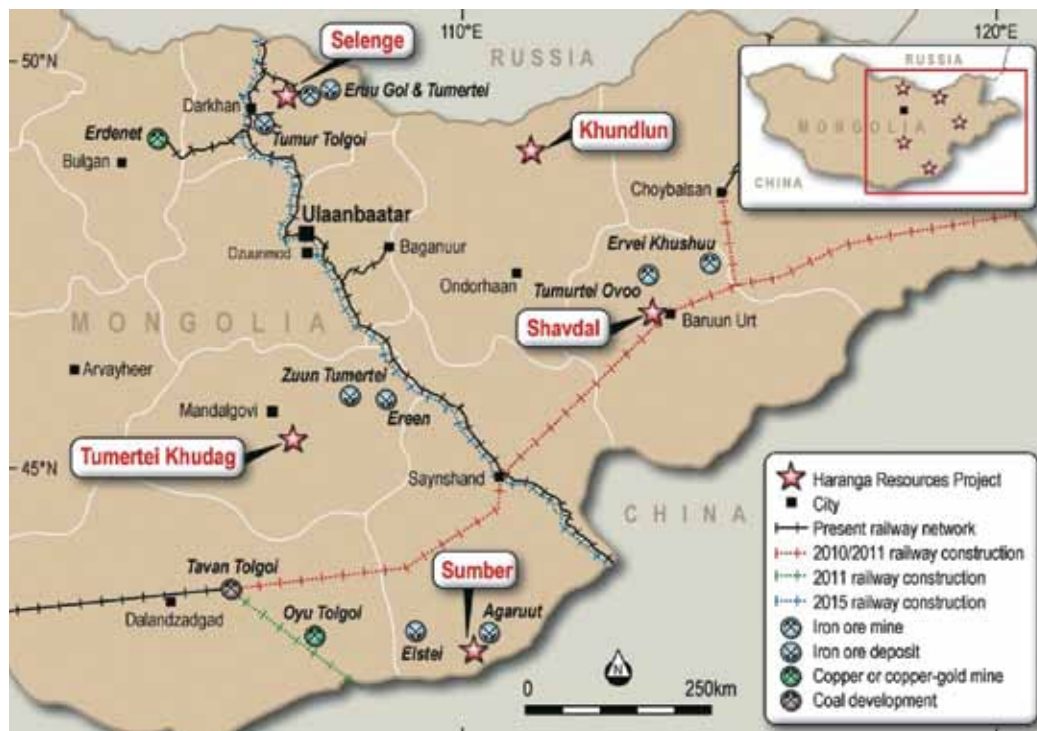 110°E
120°E
50°N
RUSSIA
Selenge
Eruu Gol & Tumertei
Darkhan
Tumur Tolgoi
Erdenet
Bulgan
Khundlun
Choybalsan
RUSSIA
MONGOLIA
CHINA
Ulaanbaatar
Dzuunmod
Baganuur
Ervei Khushuu
Ondorhaan
Tumurtei Ovoo
MONGOLIA
Shavdal
Baruun Urt
Arvayheer
Zuun Tumertei
Ereen
Mandalgovi
Tumertei Khudag
45°N
Saynshand
CHINA
Tavan Tolgoi
Sumber
Dalandzadgad
Oyu Tolgoi
Agaruut
Elstei
N
0 250km
Haranga Resources Project
City
Present railway network
2010/2011 railway construction
2011 railway construction
2015 railway construction
Iron ore mine
Iron ore deposit
Copper or copper-gold mine
Coal development